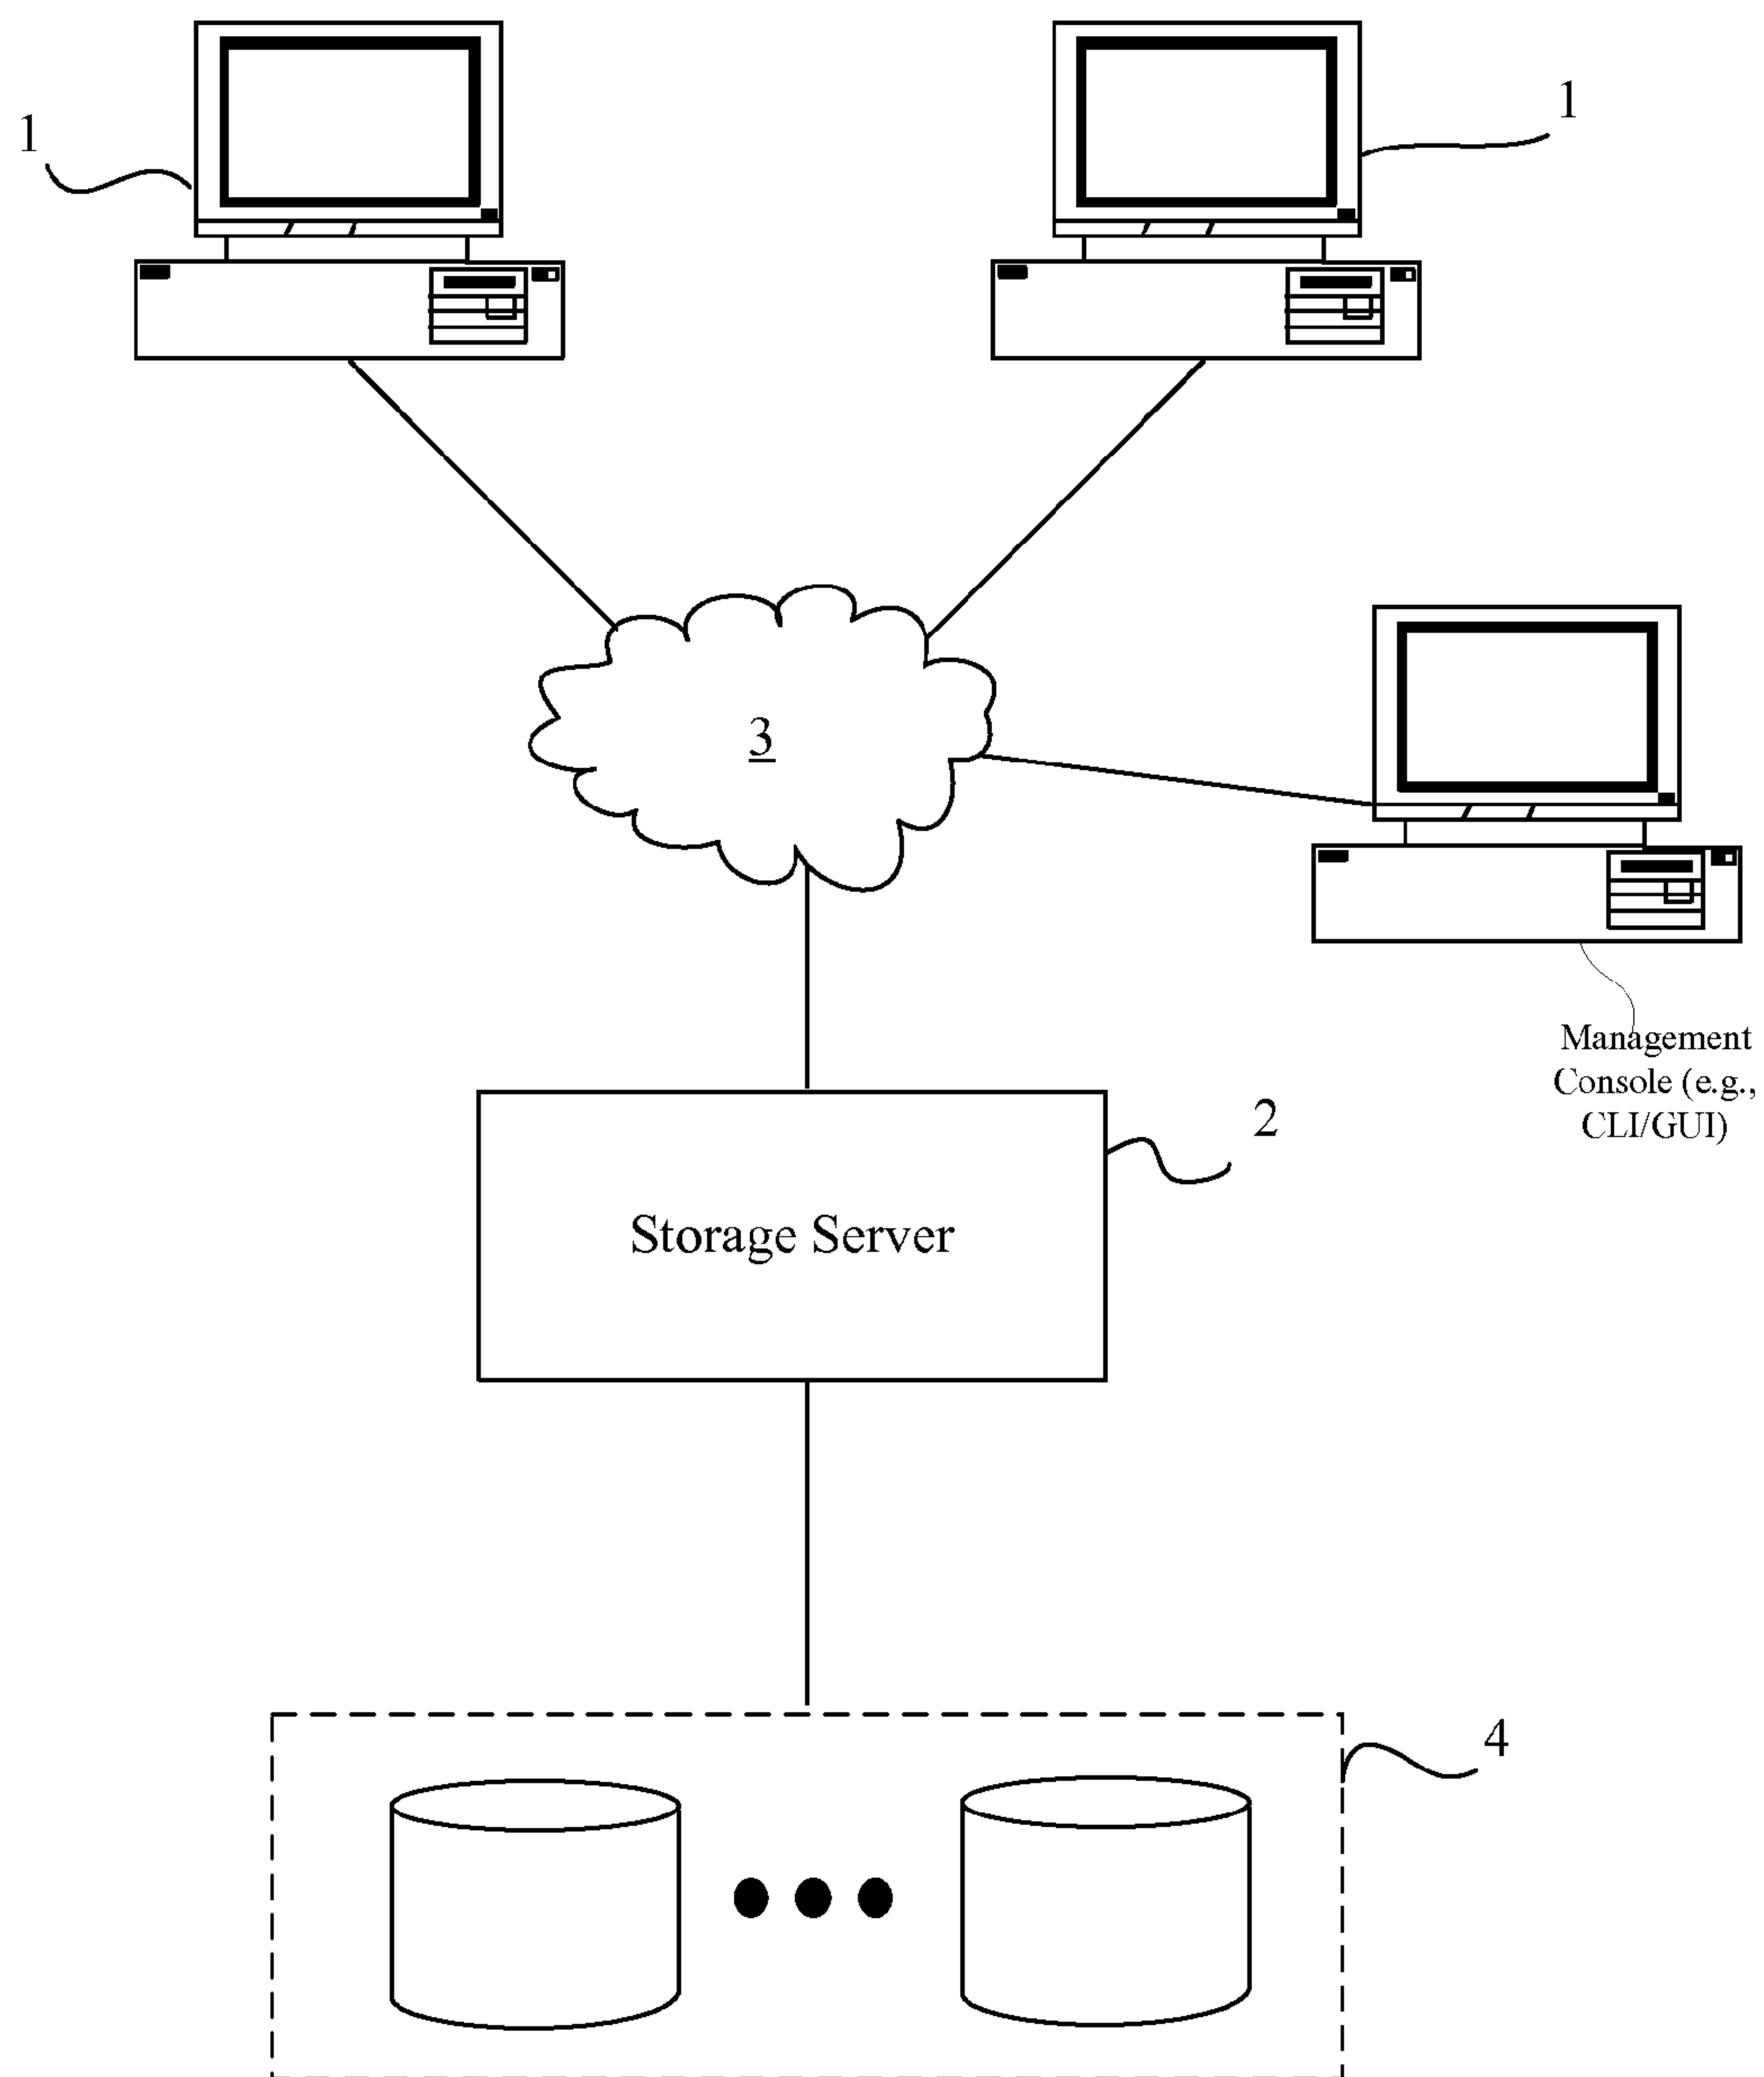 1
1
3
Management
Console (e.g.,
CLI/GUI)
2
Storage Server
4